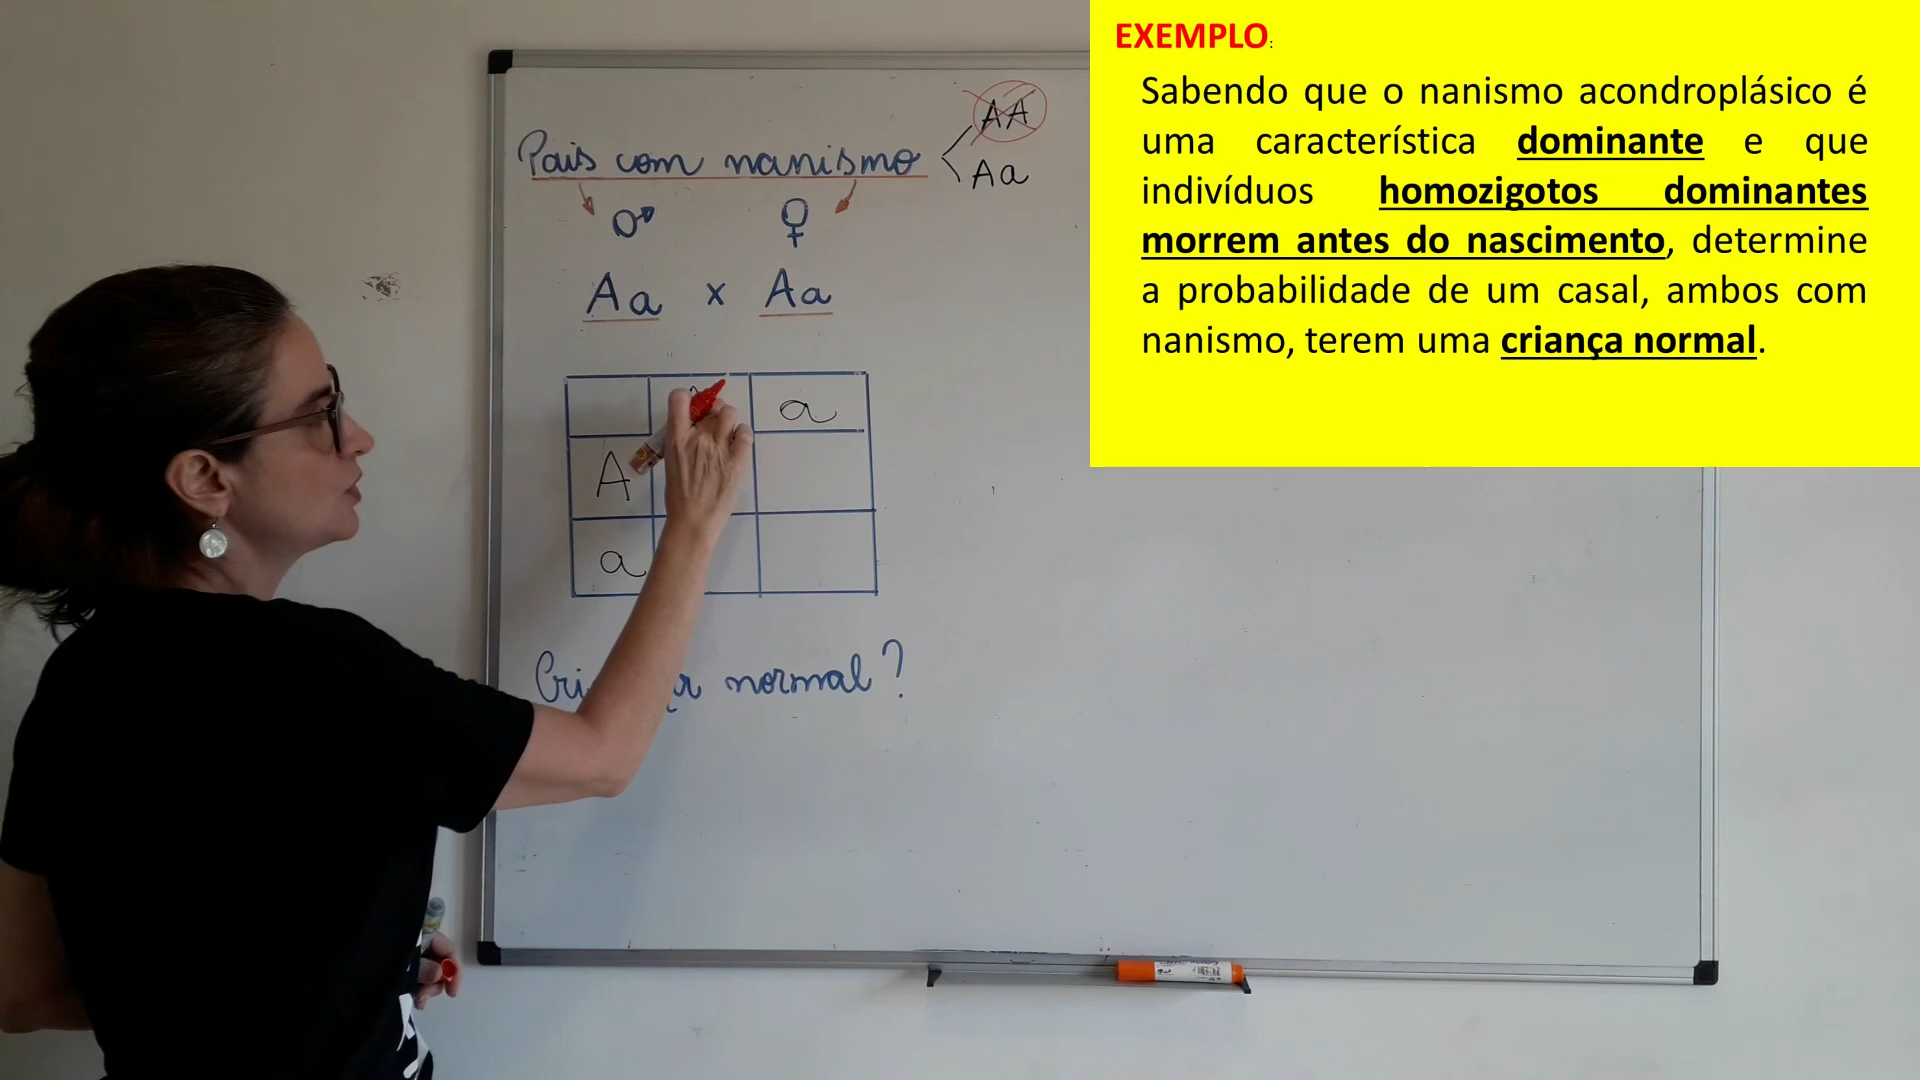 EXEMPLO:
Sabendo que o nanismo acondroplásico é
uma característica dominante e que
indivíduos homozigotos dominantes
morrem antes do nascimento, determine
a probabilidade de um casal, ambos com
nanismo, terem uma criança normal.
AA
Pais com nanismo
Aa
♂ ♀
Aa x Aa
a
A
a
normal?